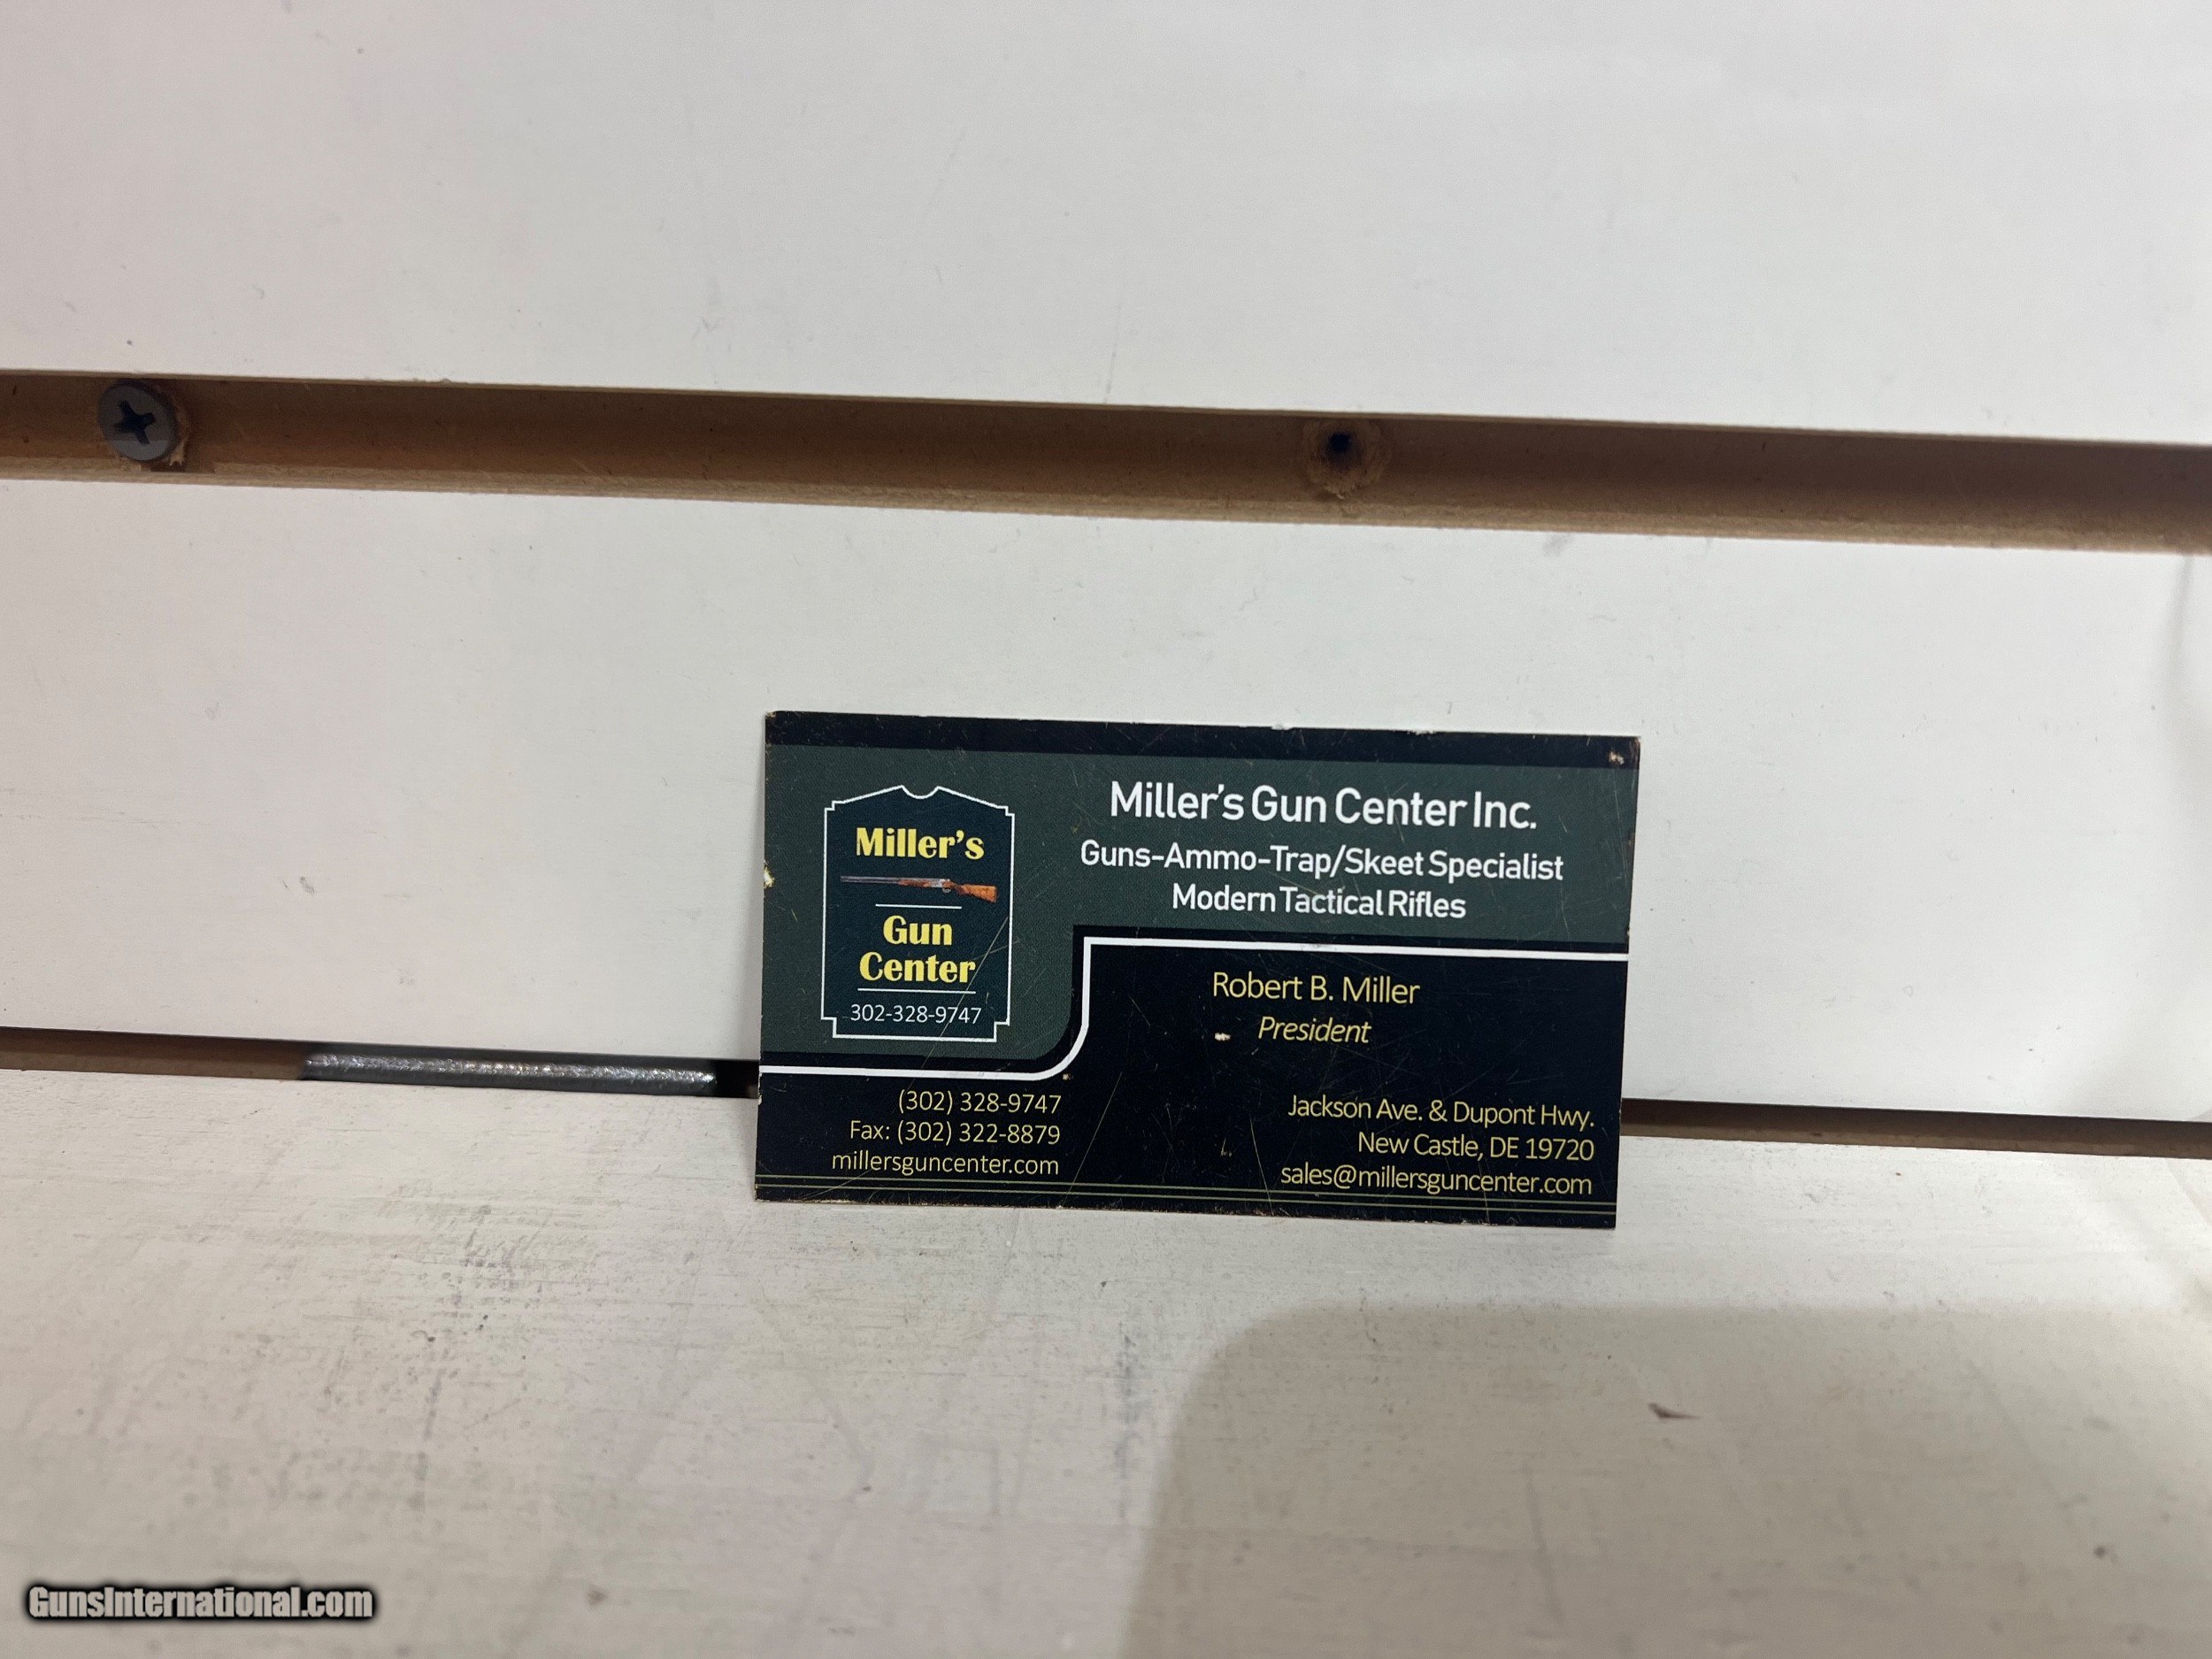 Miller's
Gun
Center
302-328-9747
Miller's Gun Center Inc.
Guns-Ammo-Trap/Skeet Specialist
Modern Tactical Rifles
Robert B. Miller
President
(302) 328-9747
Fax: (302) 322-8879
millersguncenter.com
Jackson Ave. & Dupont Hwy.
New Castle, DE 19720
sales@millersguncenter.com
GunsInternational.com